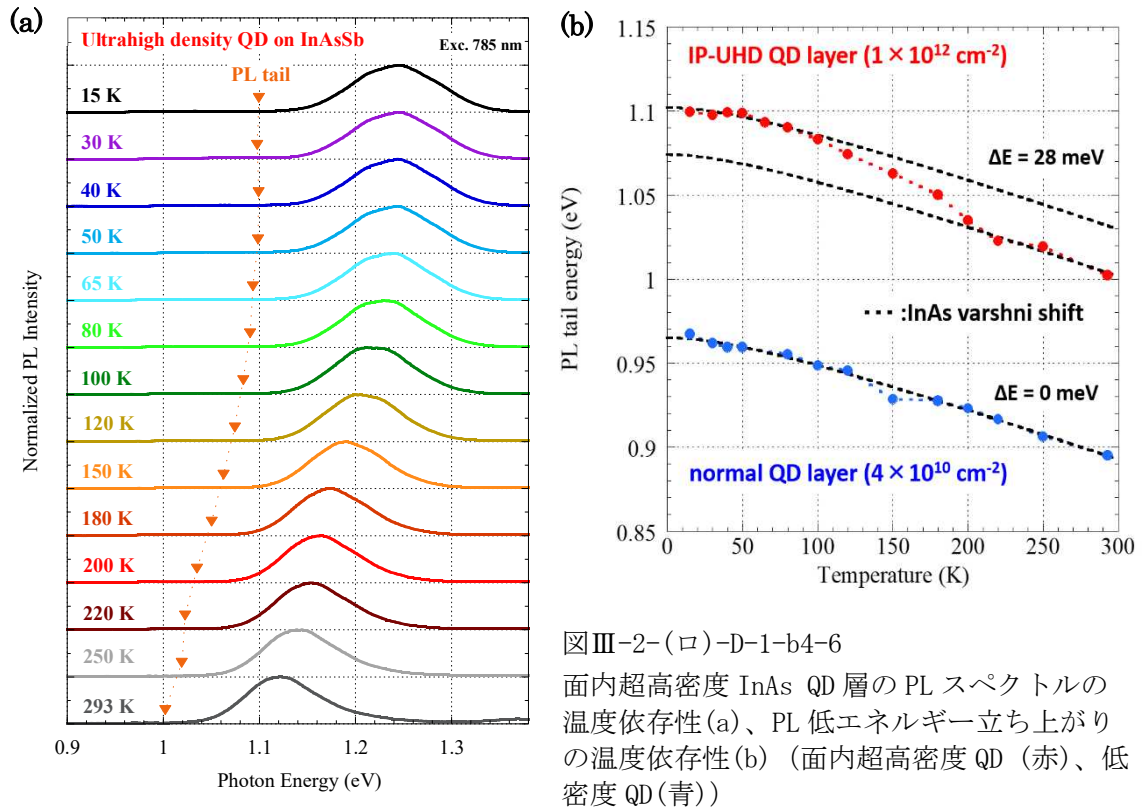 (a)
Ultrahigh density QD on InAsSb
Exc. 785 nm
PL tail
15 K
30 K
40 K
50 K
65 K
80 K
100 K
120 K
150 K
180 K
200 K
220 K
250 K
293 K
Normalized PL Intensity
0.9 1 1.1 1.2 1.3
Photon Energy (eV)
(b)
1.15
1.1
1.05
1
0.95
0.9
0.85
PL tail energy (eV)
IP-UHD QD layer (1×10¹² cm⁻²)
ΔE = 28 meV
:InAs varshni shift
ΔE = 0 meV
normal QD layer (4×10¹⁰ cm⁻²)
0 50 100 150 200 250 300
Temperature (K)
図Ⅲ-2-(ロ)-D-1-b4-6
面内超高密度 InAs QD 層の PL スペクトルの
温度依存性(a)、PL 低エネルギー立ち上がり
の温度依存性(b) (面内超高密度 QD (赤)、低
密度 QD(青))